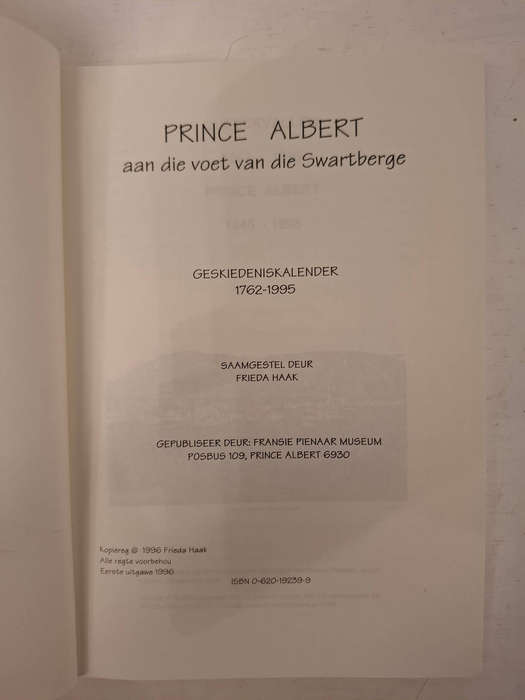 PRINCE ALBERT
aan die voet van die Swartberge
GESKIEDENISKALENDER
1762-1995
SAAMGESTEL DEUR
FRIEDA HAAK
GEPUBLISEER DEUR: FRANSIE PIENAAR MUSEUM
POSBUS 109, PRINCE ALBERT 6930
Kopiereg @ 1996 Frieda Haak
Alle regte voorbehou
Eerste uitgawe 1996
ISBN 0-620-19239-9